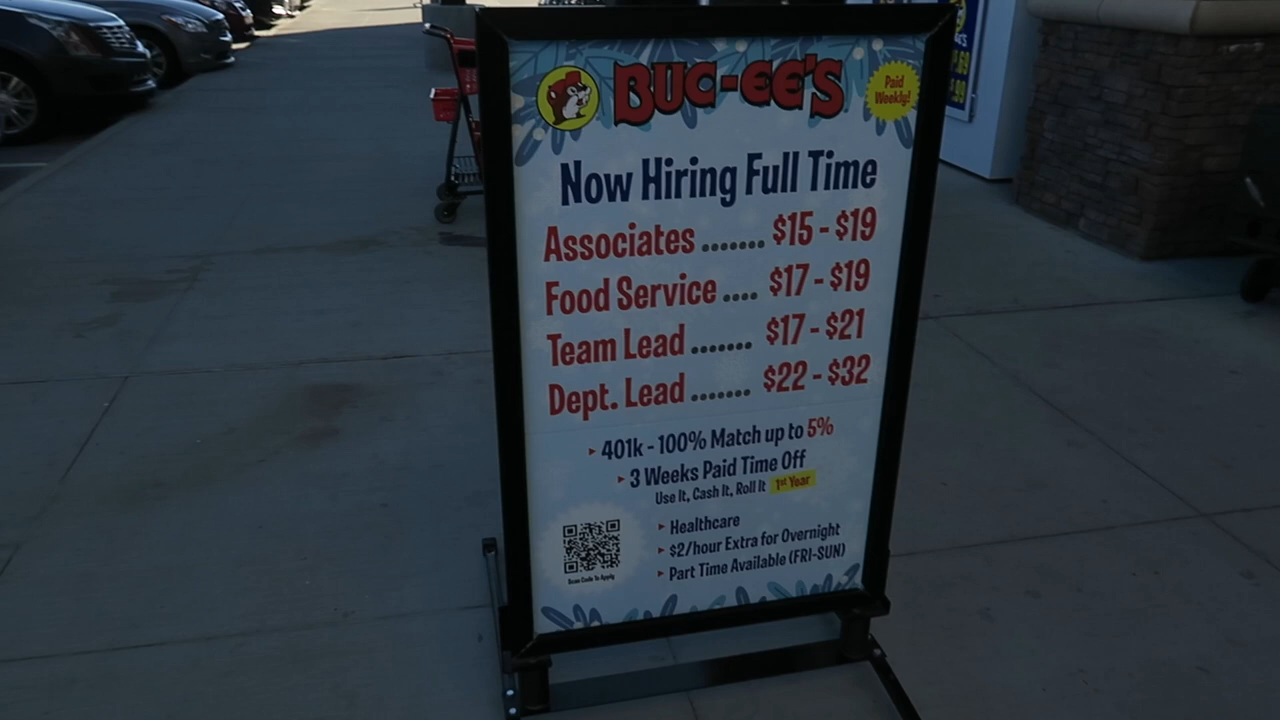 BUC-EE'S
Paid
Weekly!
Now Hiring Full Time
Associates ....... $15 - $19
Food Service .... $17 - $19
Team Lead ....... $17 - $21
Dept. Lead ....... $22 - $32
▸ 401k - 100% Match up to 5%
▸ 3 Weeks Paid Time Off
Use It, Cash It, Roll It 1st Year
▸ Healthcare
▸ $2/hour Extra for Overnight
▸ Part Time Available (FRI-SUN)
Scan Code To Apply